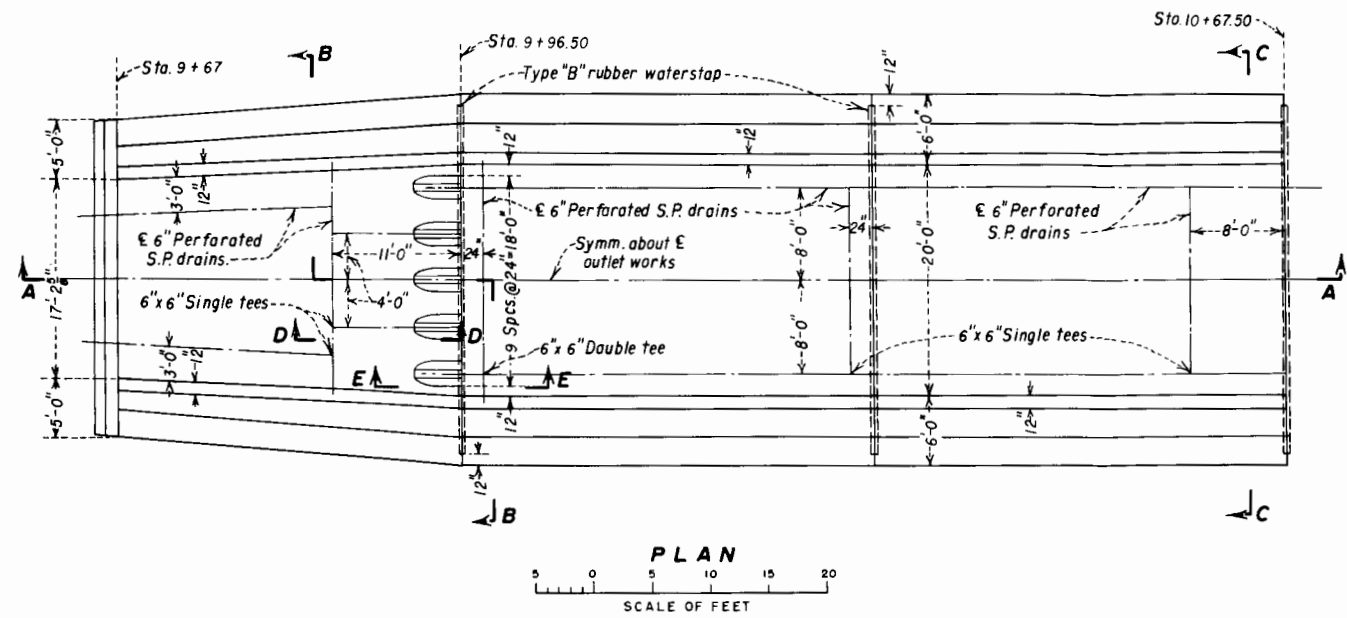 Sta. 10 + 67.50
Sta. 9 + 96.50
Sta. 9 + 67
B
C
Type "B" rubber waterstop
12"
5'-0"
6'-0"
12"
12"
12"
3'-0"
12"
℄ 6" Perforated S.P. drains
℄ 6" Perforated
S.P. drains
℄ 6" Perfarated
S.P. drains.
11'-0"
24"
9 Spcs.@24"=18'-0"
Symm. about ℄
outlet works
8'-0"
24"
20'-0"
8'-0"
A
A
17'-2 5/8"
4'-0"
6"x 6" Single tees
D
D
8'-0"
6"x 6" Double tee
6"x 6" Single tees
3'-0"
12"
E
E
5'-0"
12"
6'-0"
12"
12"
B
C
PLAN
5 0 5 10 15 20
SCALE OF FEET